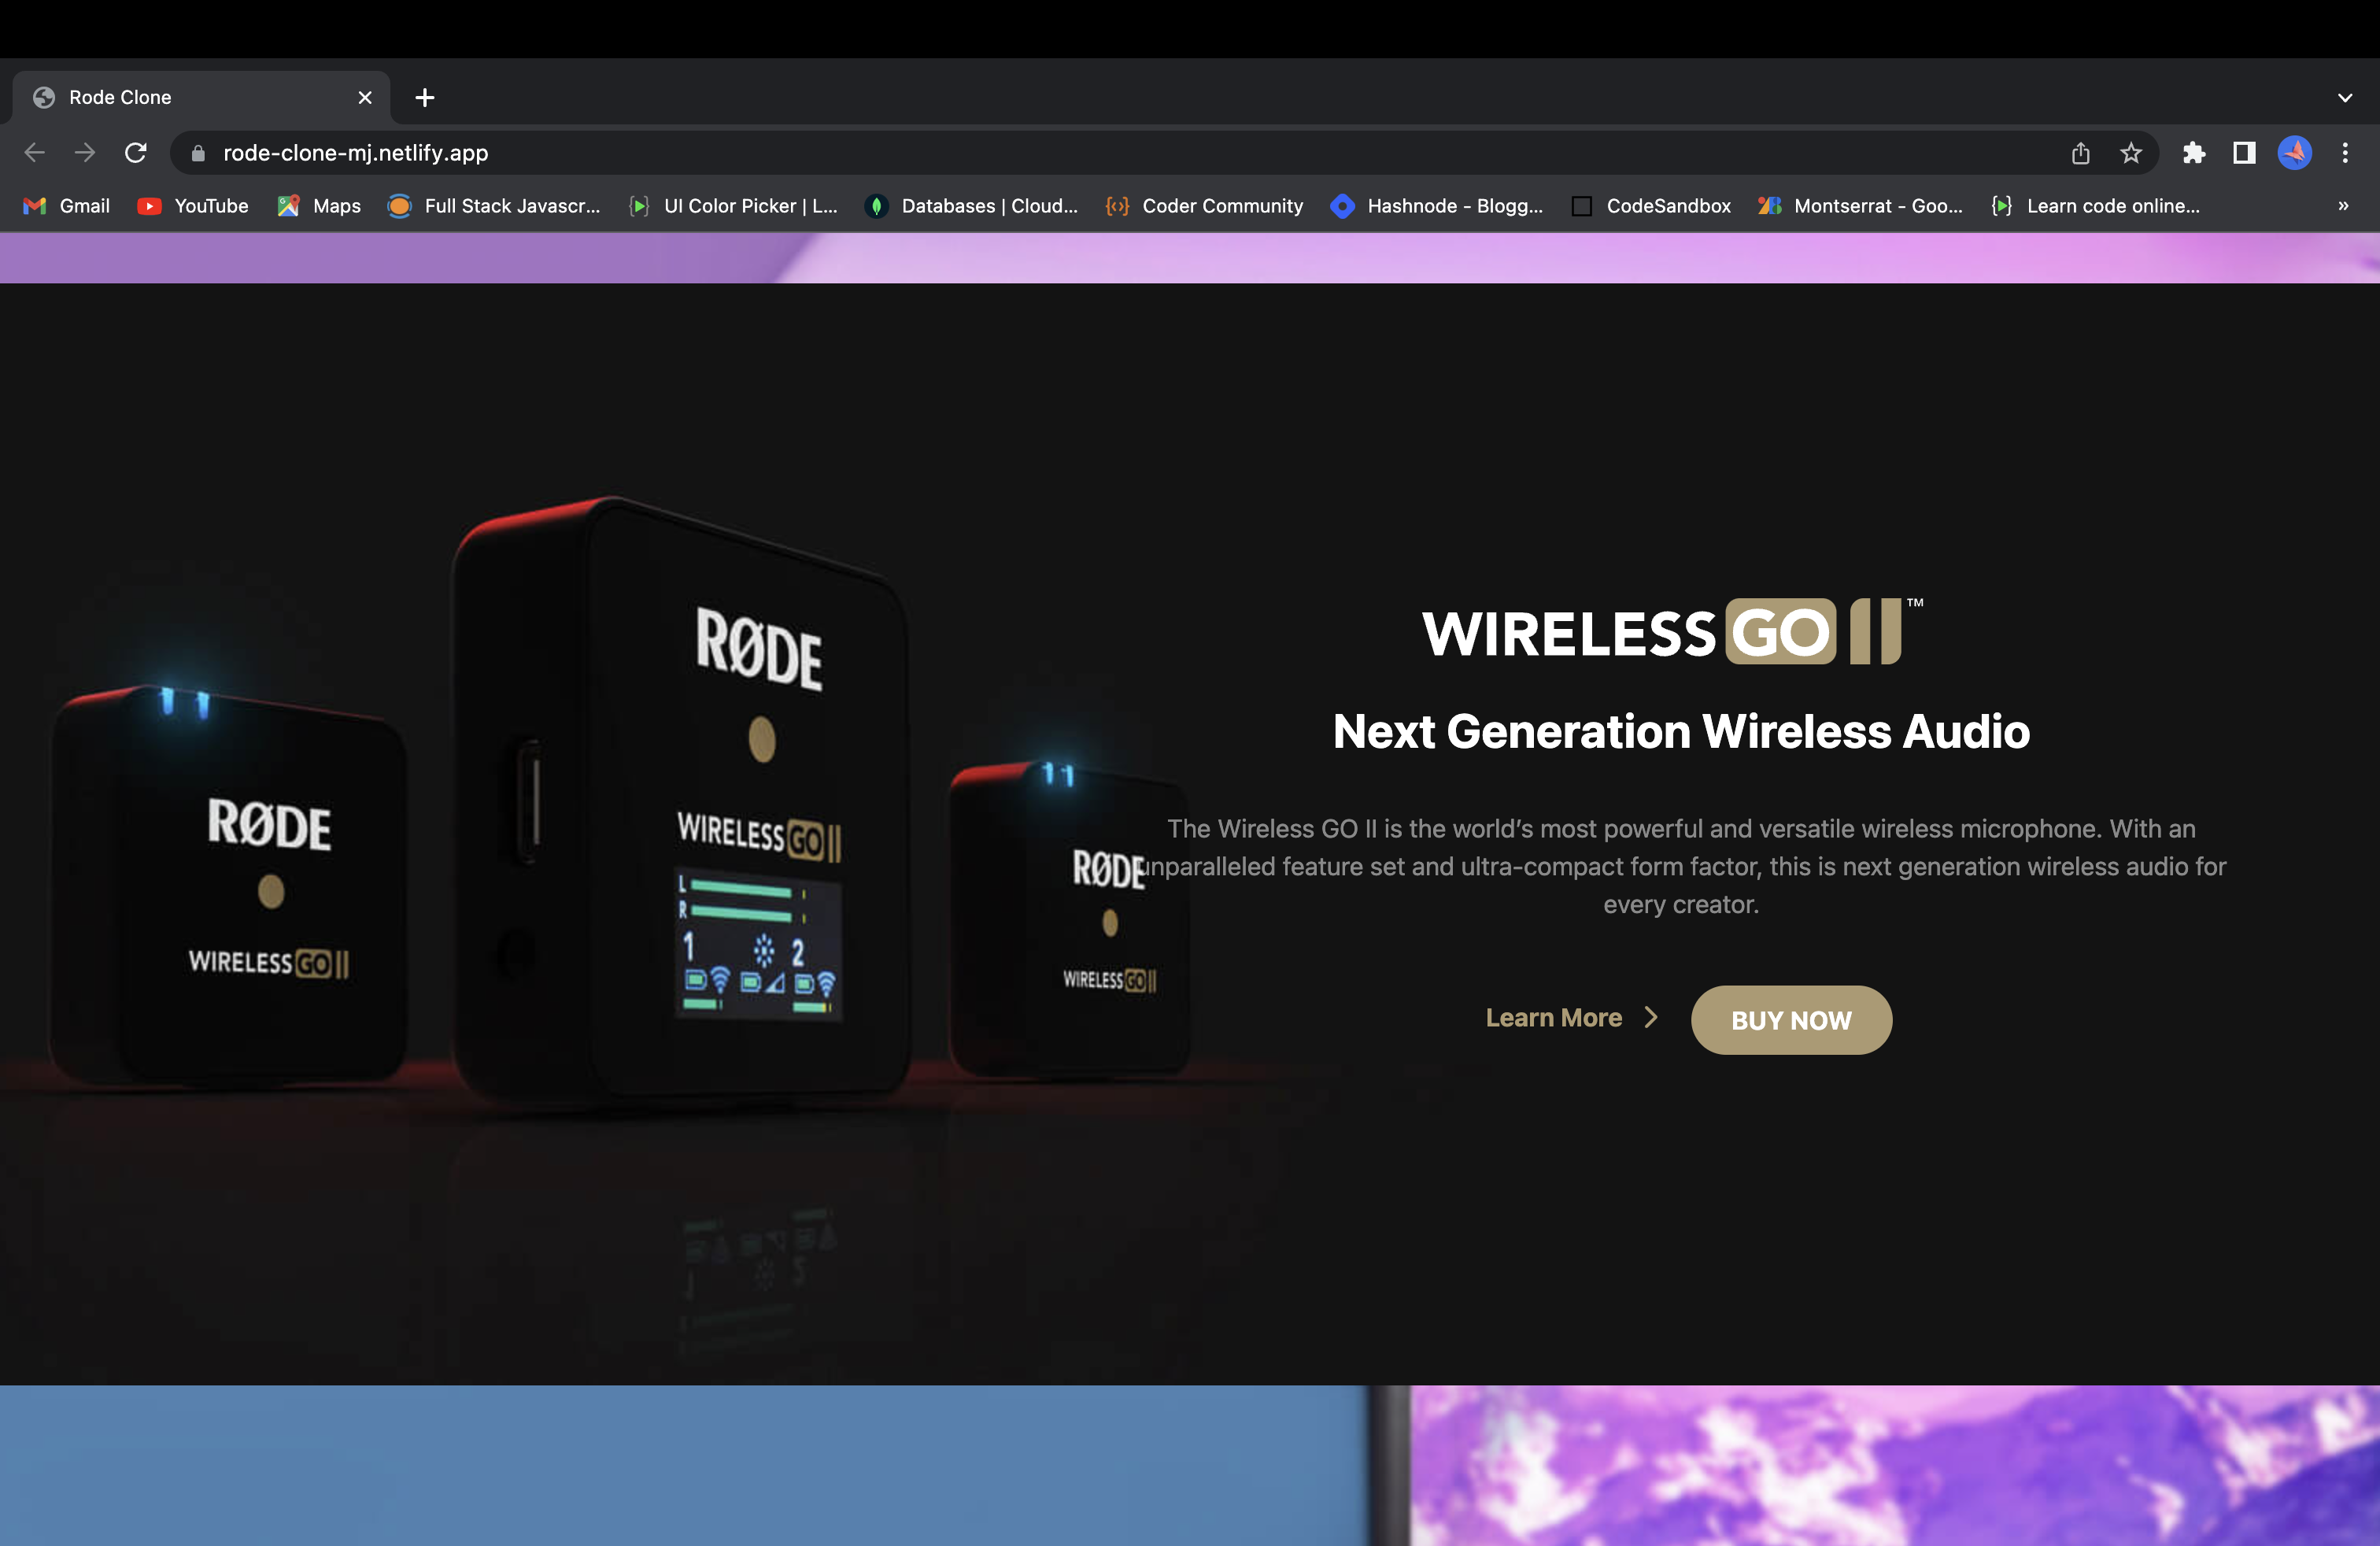 Rode Clone
rode-clone-mj.netlify.app
Gmail YouTube Maps Full Stack Javascr... UI Color Picker | L... Databases | Cloud... Coder Community Hashnode - Blogg... CodeSandbox Montserrat - Goo... Learn code online... »
RØDE
WIRELESS GO II
RØDE
WIRELESS GO II
L
R
1 2
RØDE
WIRELESS GO II
WIRELESS GO II™
Next Generation Wireless Audio
The Wireless GO II is the world’s most powerful and versatile wireless microphone. With an
unparalleled feature set and ultra-compact form factor, this is next generation wireless audio for
every creator.
Learn More
BUY NOW